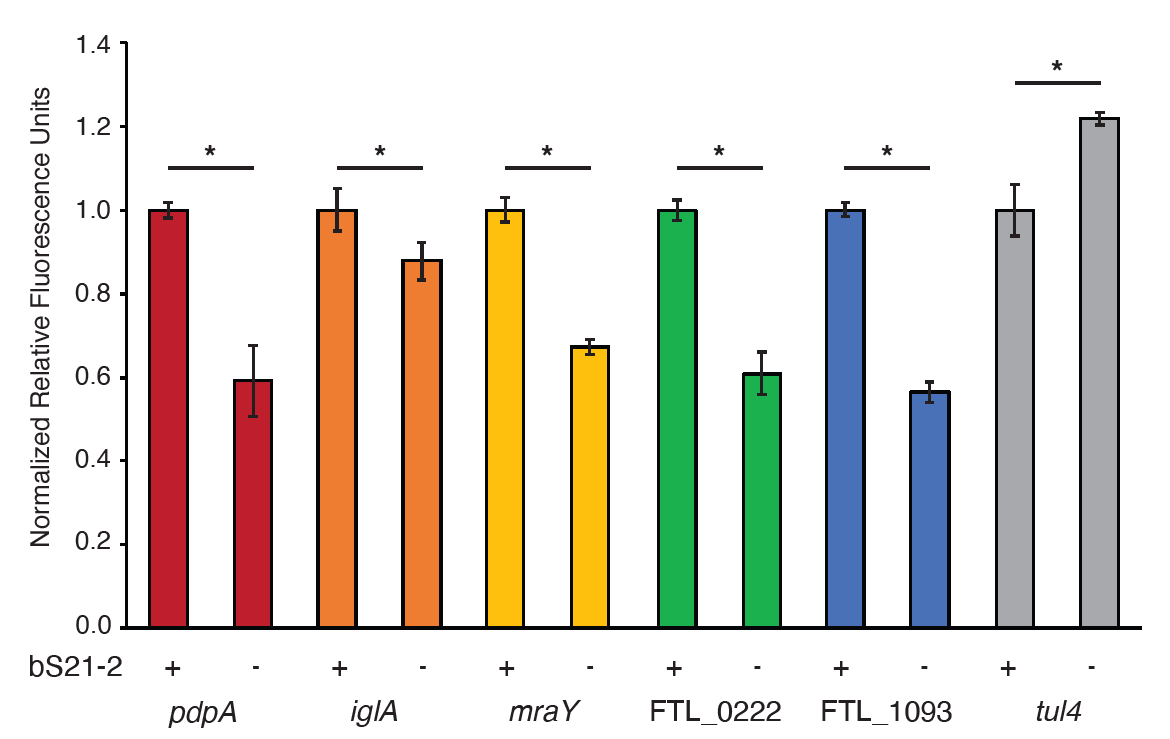 Normalized Relative Fluorescence Units
1.4
1.2
1.0
0.8
0.6
0.4
0.2
0.0
* * * * * *
bS21-2 + - + - + - + - + - + -
pdpA iglA mraY FTL_0222 FTL_1093 tul4